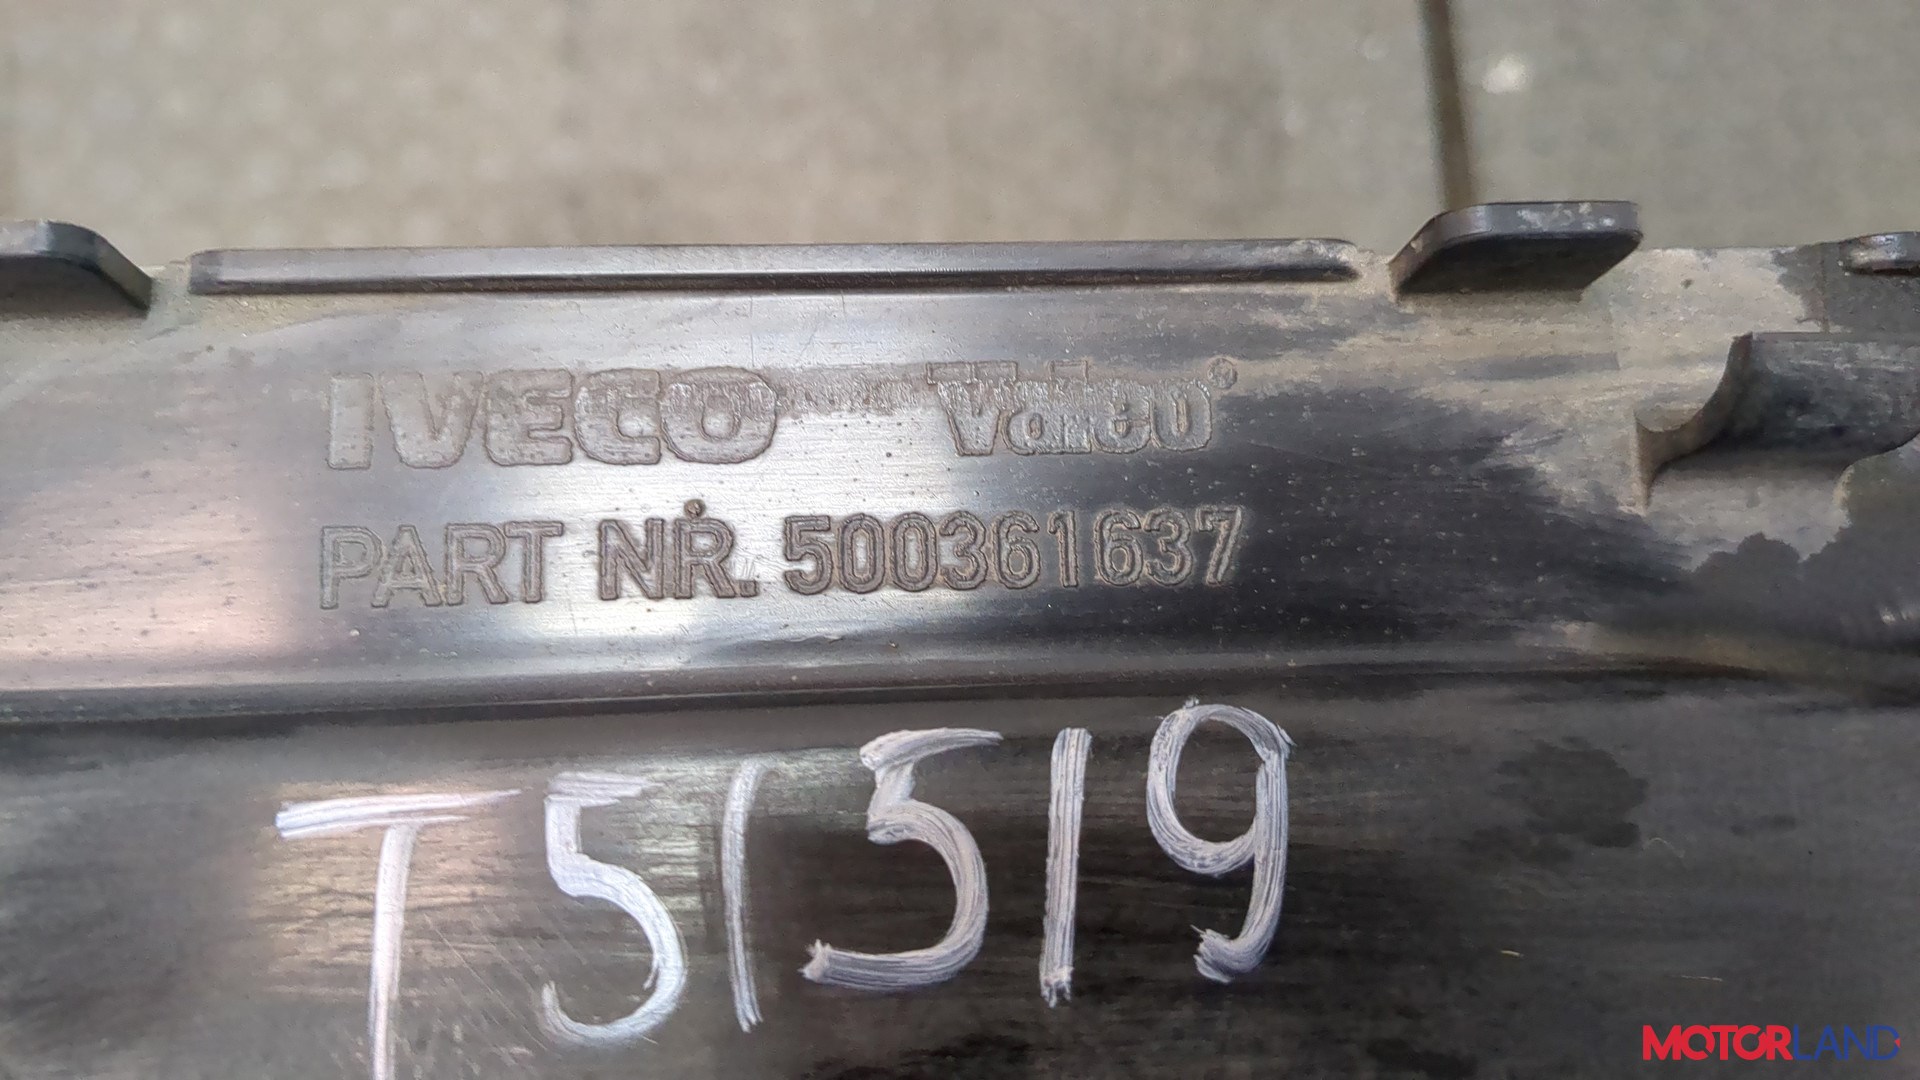 IVECO Valeo®
PART NR. 500361637
T51519
MOTORLAND